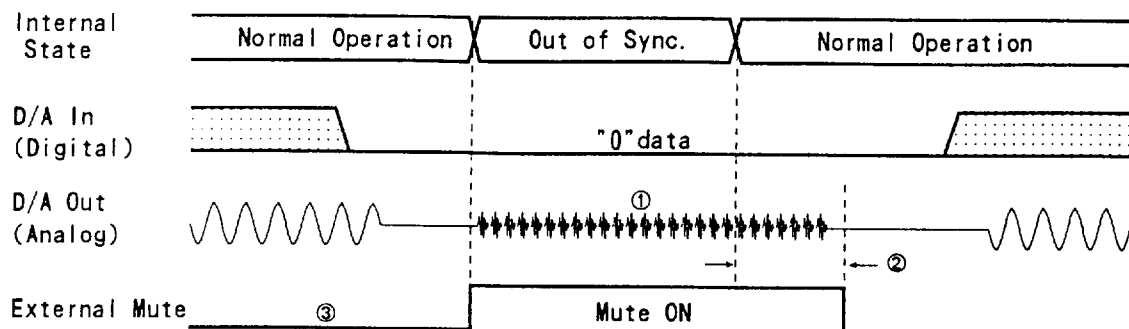 Internal
State
Normal Operation
Out of Sync.
Normal Operation
D/A In
(Digital)
"0"data
D/A Out
(Analog)
①
②
External Mute
③
Mute ON